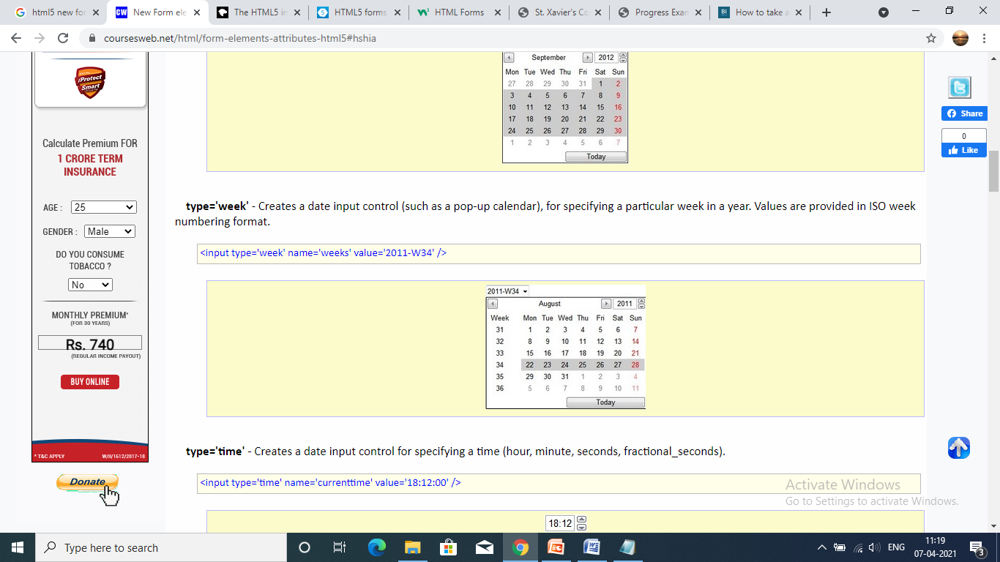 html5 new for
New Form ele
The HTML5 in
HTML5 forms
HTML Forms
St. Xavier's Co
Progress Exam
How to take a
coursesweb.net/html/form-elements-attributes-html5#hshia
iProtect
Smart
Calculate Premium FOR
1 CRORE TERM
INSURANCE
AGE : 25
GENDER : Male
DO YOU CONSUME
TOBACCO ?
No
MONTHLY PREMIUM*
(FOR 30 YEARS)
Rs. 740
(REGULAR INCOME PAYOUT)
BUY ONLINE
* T&C APPLY W/II/1612/2017-18
Donate
September 2012
Mon Tue Wed Thu Fri Sat Sun
27 28 29 30 31 1 2
3 4 5 6 7 8 9
10 11 12 13 14 15 16
17 18 19 20 21 22 23
24 25 26 27 28 29 30
1 2 3 4 5 6 7
Today
type='week' - Creates a date input control (such as a pop-up calendar), for specifying a particular week in a year. Values are provided in ISO week
numbering format.
<input type='week' name='weeks' value='2011-W34' />
2011-W34
August 2011
Week Mon Tue Wed Thu Fri Sat Sun
31 1 2 3 4 5 6 7
32 8 9 10 11 12 13 14
33 15 16 17 18 19 20 21
34 22 23 24 25 26 27 28
35 29 30 31 1 2 3 4
36 5 6 7 8 9 10 11
Today
type='time' - Creates a date input control for specifying a time (hour, minute, seconds, fractional_seconds).
<input type='time' name='currenttime' value='18:12:00' />
18:12
Share
0
Like
Activate Windows
Go to Settings to activate Windows.
Type here to search
ENG
11:19
07-04-2021
3